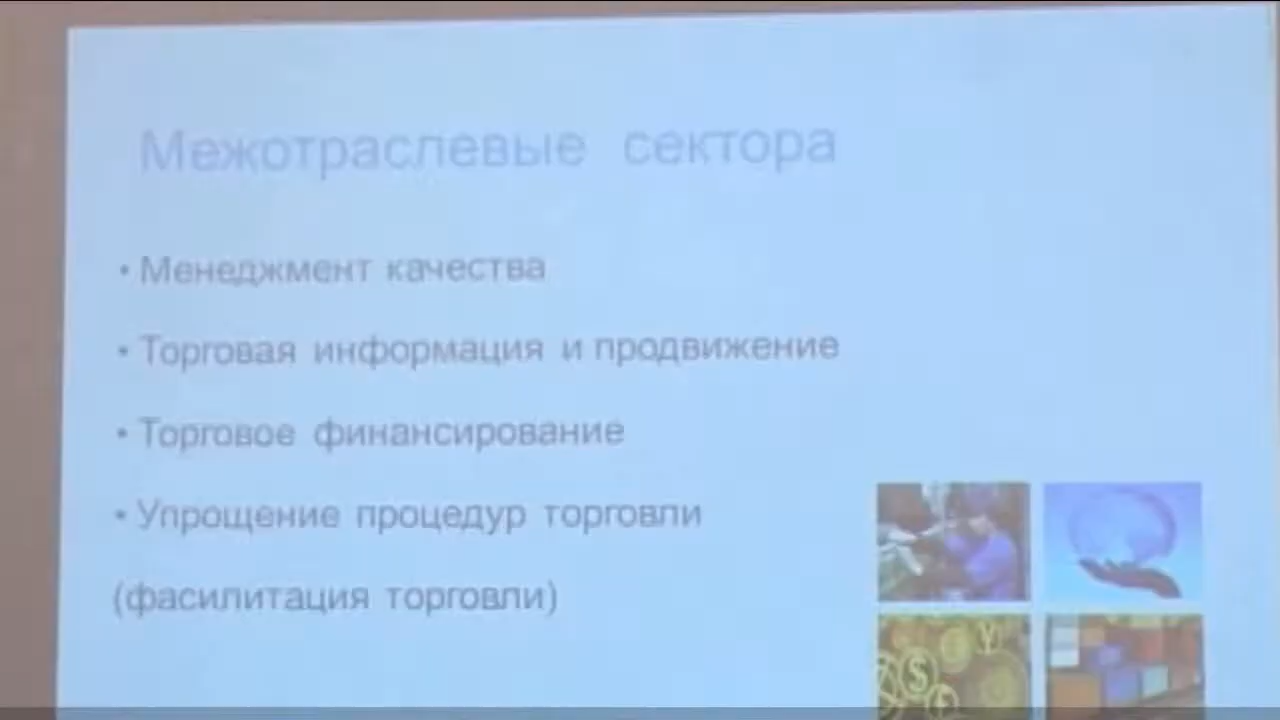 Межотраслевые сектора
• Менеджмент качества
• Торговая информация и продвижение
• Торговое финансирование
• Упрощение процедур торговли
(фасилитация торговли)